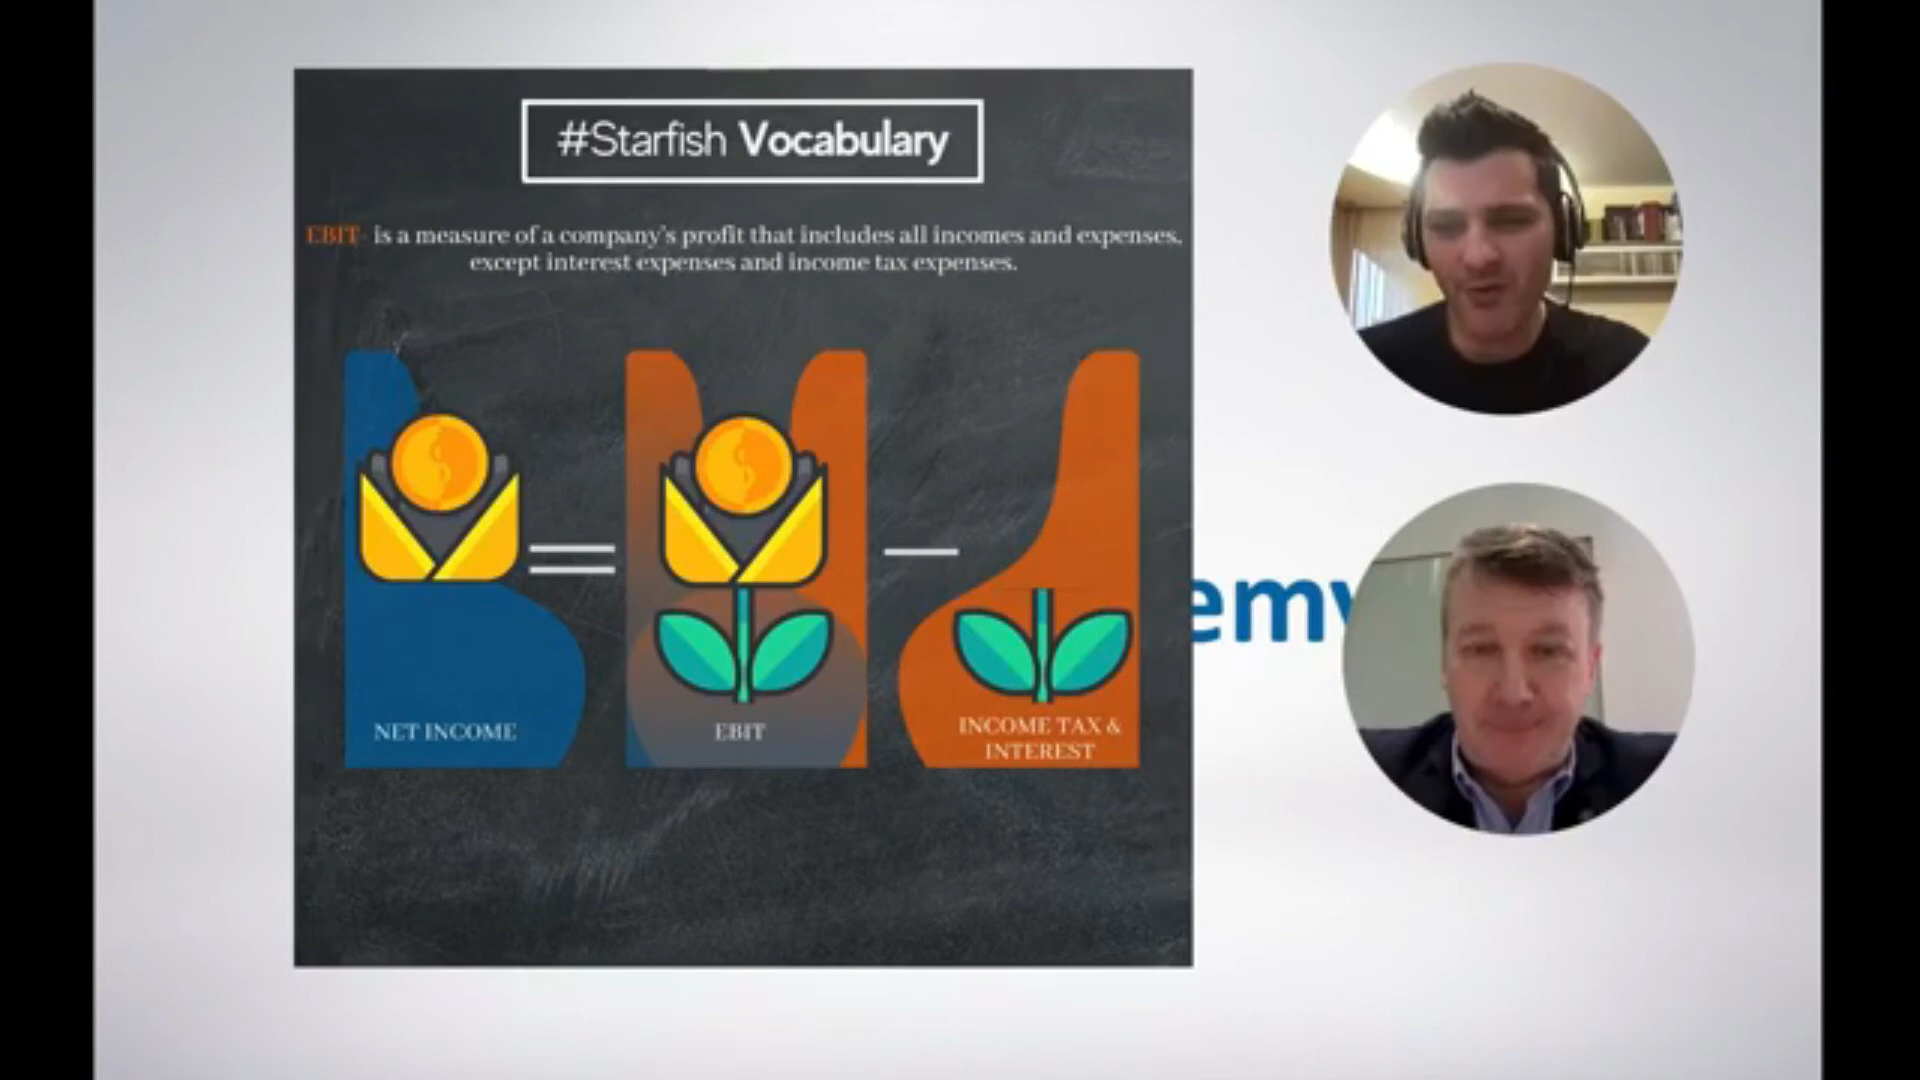 #Starfish Vocabulary
EBIT- is a measure of a company's profit that includes all incomes and expenses,
except interest expenses and income tax expenses.
NET INCOME
EBIT
INCOME TAX &
INTEREST